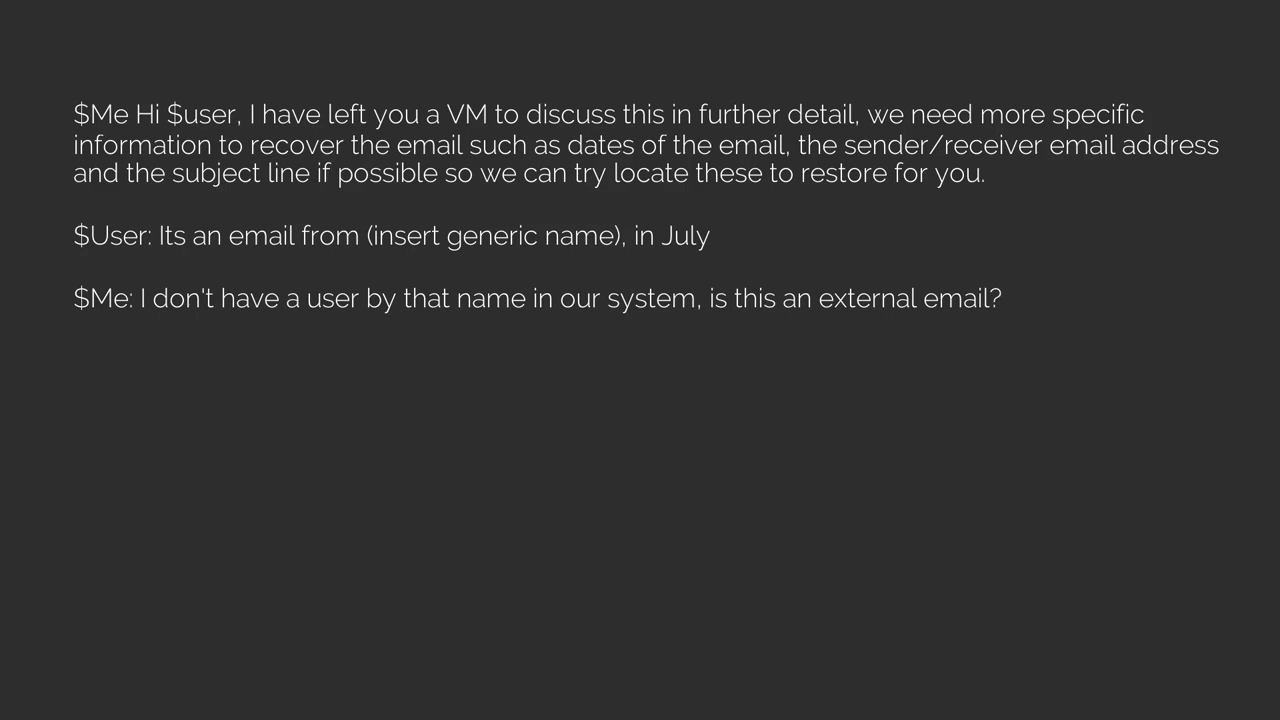 $Me Hi $user, I have left you a VM to discuss this in further detail, we need more specific
information to recover the email such as dates of the email, the sender/receiver email address
and the subject line if possible so we can try locate these to restore for you.
$User: Its an email from (insert generic name), in July
$Me: I don't have a user by that name in our system, is this an external email?